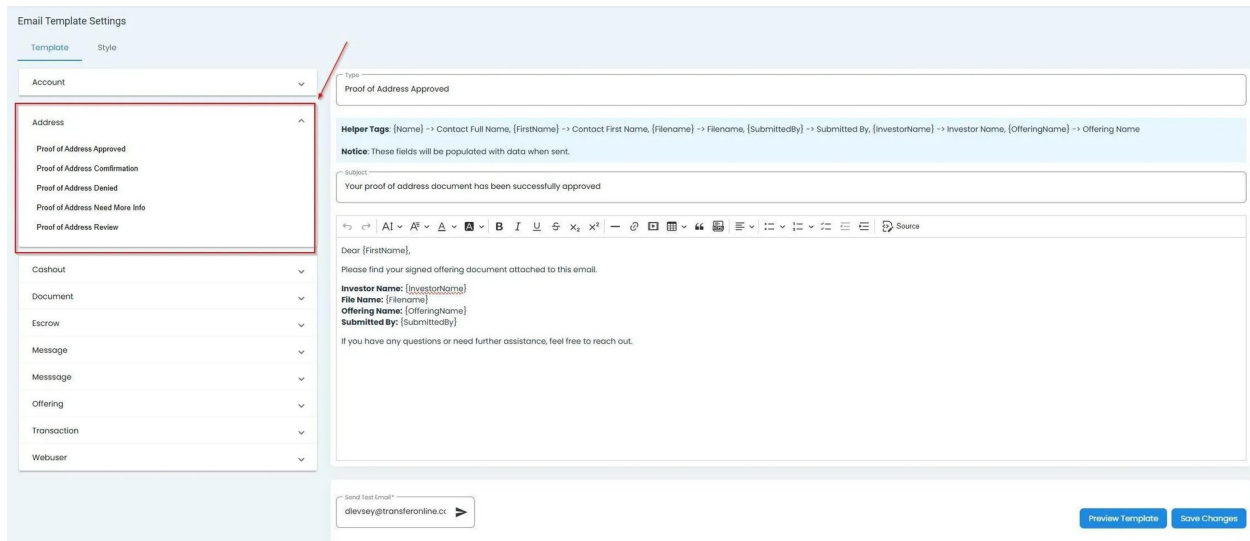 Email Template Settings
Template Style
Account
Address
Proof of Address Approved
Proof of Address Comfirmation
Proof of Address Denied
Proof of Address Need More Info
Proof of Address Review
Cashout
Document
Escrow
Message
Messsage
Offering
Transaction
Webuser
Type
Proof of Address Approved
Helper Tags: {Name} -> Contact Full Name, {FirstName} -> Contact First Name, {Filename} -> Filename, {SubmittedBy} -> Submitted By, {InvestorName} -> Investor Name, {OfferingName} -> Offering Name
Notice: These fields will be populated with data when sent.
Subject
Your proof of address document has been successfully approved
Source
Dear {FirstName},
Please find your signed offering document attached to this email.
Investor Name: {InvestorName}
File Name: {Filename}
Offering Name: {OfferingName}
Submitted By: {SubmittedBy}
If you have any questions or need further assistance, feel free to reach out.
Send Test Email*
dlevsey@transferonline.cc
Preview Template Save Changes